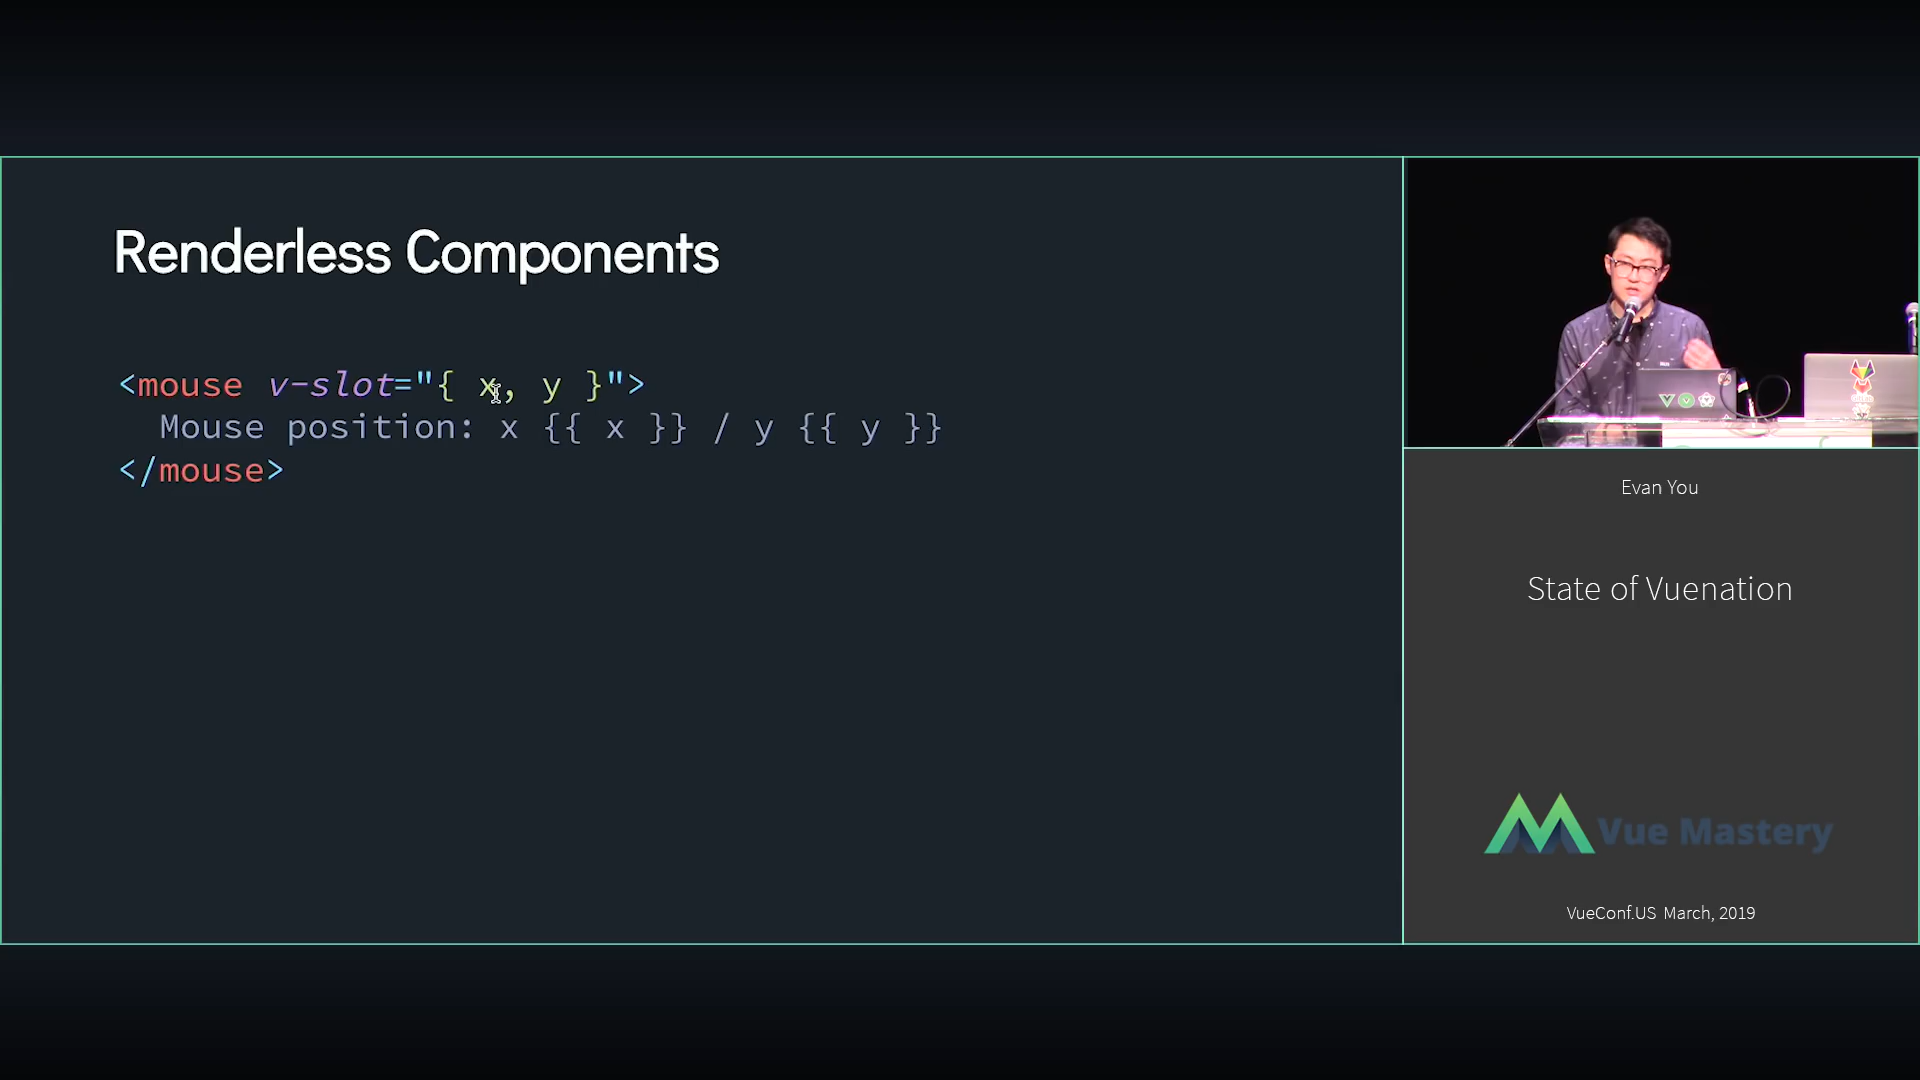 Renderless Components
<mouse v-slot="{ x, y }">
  Mouse position: x {{ x }} / y {{ y }}
</mouse>
Evan You
State of Vuenation
Vue Mastery
VueConf.US March, 2019